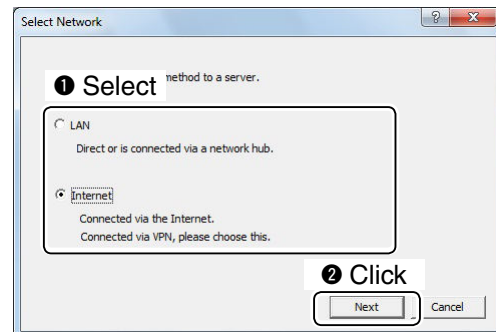 Select Network
method to a server.
❶ Select
LAN
Direct or is connected via a network hub.
Internet
Connected via the Internet.
Connected via VPN, please choose this.
❷ Click
Next
Cancel